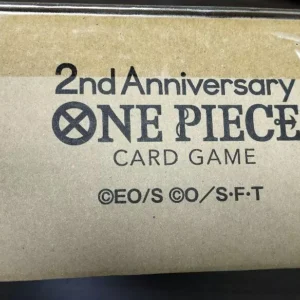 2nd Anniversary
ONE PIECE
CARD GAME
©EO/S ©O/S·F·T